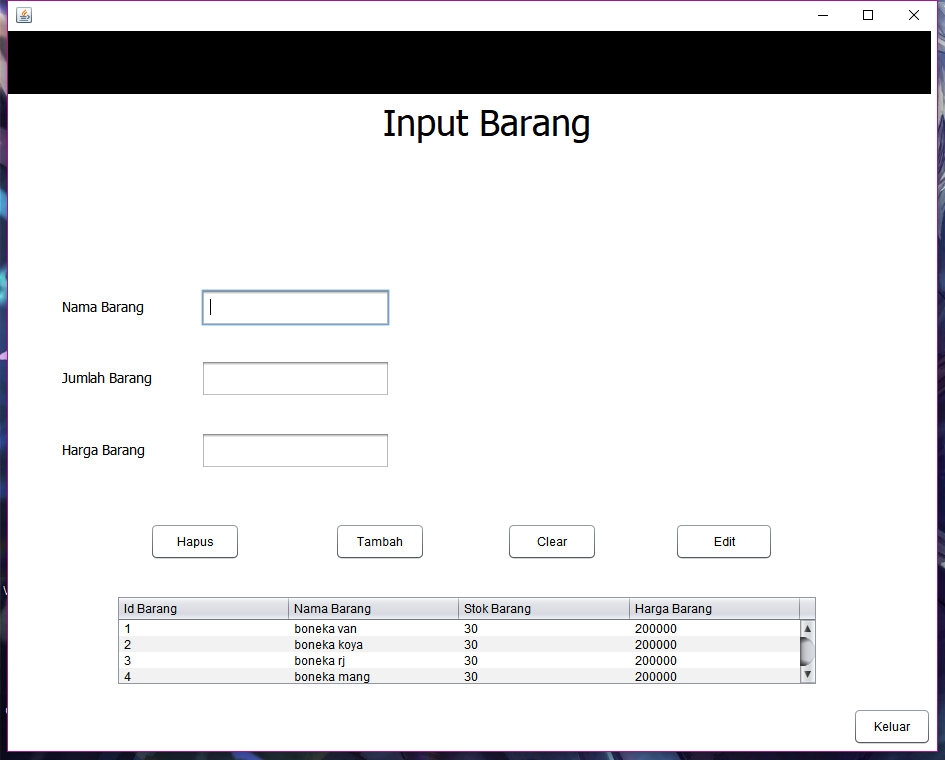 Input Barang
Nama Barang
Jumlah Barang
Harga Barang
Hapus Tambah Clear Edit
Id Barang Nama Barang Stok Barang Harga Barang
1 boneka van 30 200000
2 boneka koya 30 200000
3 boneka rj 30 200000
4 boneka mang 30 200000
Keluar